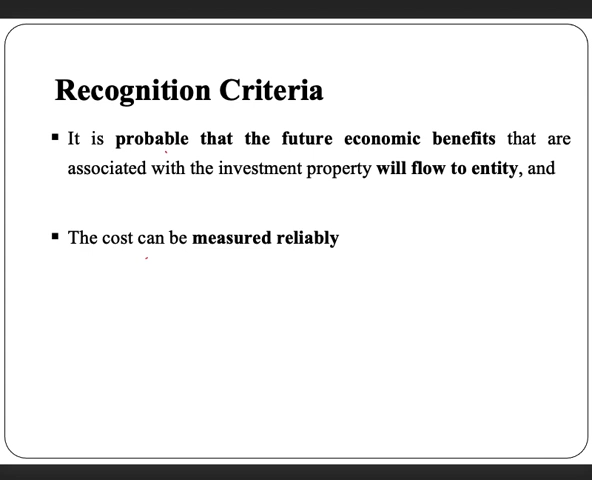 Recognition Criteria
▪ It is probable that the future economic benefits that are
associated with the investment property will flow to entity, and
▪ The cost can be measured reliably